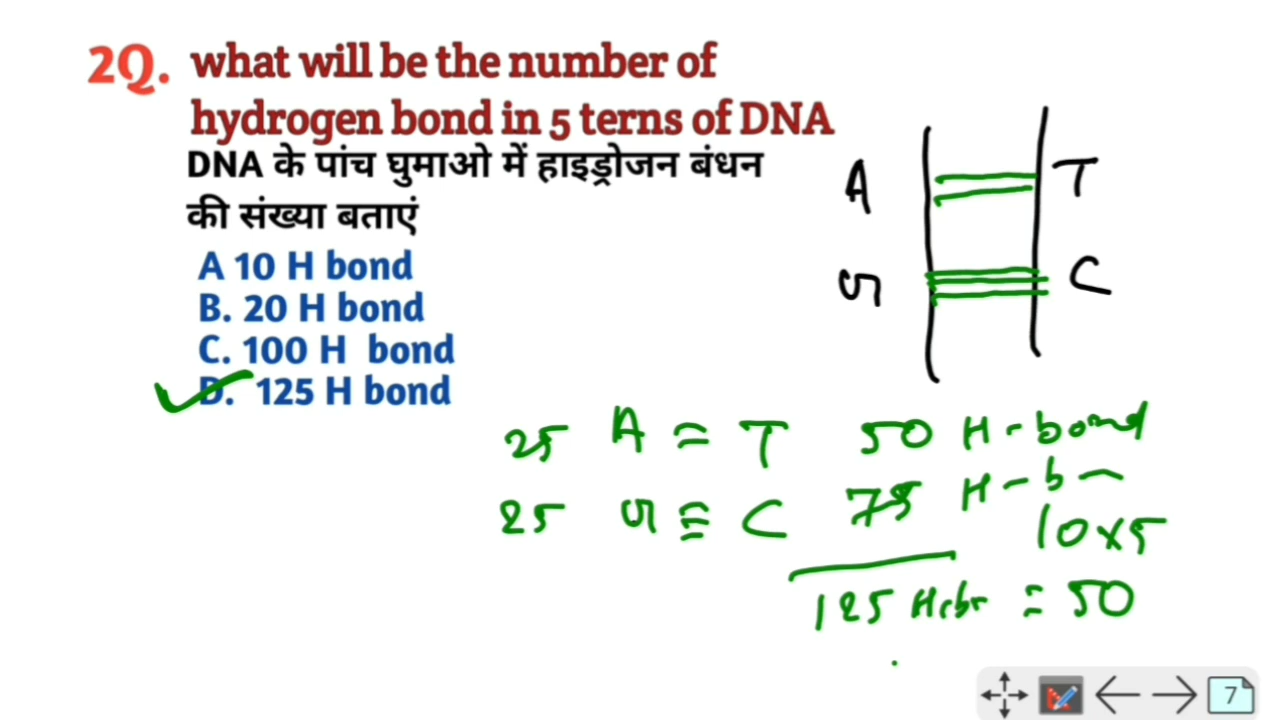 2Q. what will be the number of
hydrogen bond in 5 terns of DNA
DNA के पांच घुमाओ में हाइड्रोजन बंधन
की संख्या बताएं
A 10 H bond
B. 20 H bond
C. 100 H bond
D. 125 H bond
A T
G C
25 A = T 50 H-bond
25 G ≡ C 75 H-b
10×5
125 = 50
7